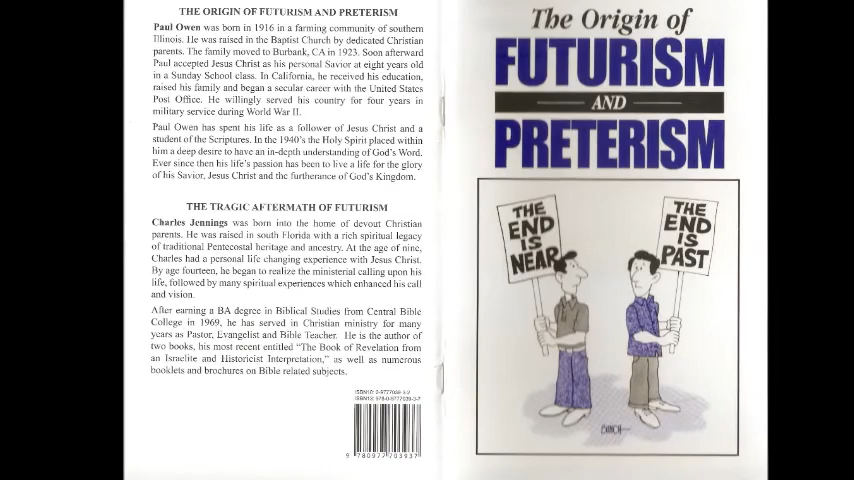 THE ORIGIN OF FUTURISM AND PRETERISM
Paul Owen was born in 1916 in a farming community of southern
Illinois. He was raised in the Baptist Church by dedicated Christian
parents. The family moved to Burbank, CA in 1923. Soon afterward
Paul accepted Jesus Christ as his personal Savior at eight years old
in a Sunday School class. In California, he received his education,
raised his family and began a secular career with the United States
Post Office. He willingly served his country for four years in
military service during World War II.
Paul Owen has spent his life as a follower of Jesus Christ and a
student of the Scriptures. In the 1940's the Holy Spirit placed within
him a deep desire to have an in-depth understanding of God's Word.
Ever since then his life's passion has been to live a life for the glory
of his Savior, Jesus Christ and the furtherance of God's Kingdom.
THE TRAGIC AFTERMATH OF FUTURISM
Charles Jennings was born into the home of devout Christian
parents. He was raised in south Florida with a rich spiritual legacy
of traditional Pentecostal heritage and ancestry. At the age of nine,
Charles had a personal life changing experience with Jesus Christ.
By age fourteen, he began to realize the ministerial calling upon his
life, followed by many spiritual experiences which enhanced his call
and vision.
After earning a BA degree in Biblical Studies from Central Bible
College in 1969, he has served in Christian ministry for many
years as Pastor, Evangelist and Bible Teacher. He is the author of
two books, his most recent entitled "The Book of Revelation from
an Israelite and Historicist Interpretation," as well as numerous
booklets and brochures on Bible related subjects.
ISBN10: 0-9777039-3-2
ISBN13: 978-0-9777039-3-7
9 780977 703937
The Origin of
FUTURISM
AND
PRETERISM
THE
END
IS
NEAR
THE
END
IS
PAST
BUNCH